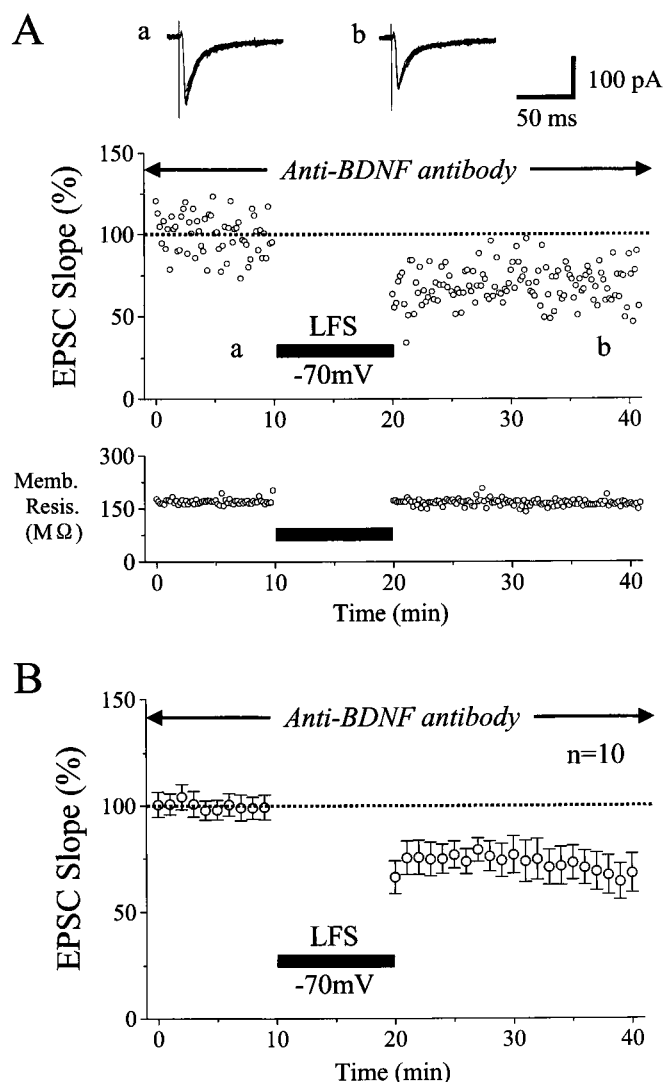 A
a
b
100 pA
50 ms
150
Anti-BDNF antibody
100
EPSC Slope (%)
50
LFS
a
b
-70mV
0
0 10 20 30 40
300
Memb.
Resis.
(MΩ)
150
0
0 10 20 30 40
Time (min)
B
150
Anti-BDNF antibody
n=10
100
EPSC Slope (%)
50
LFS
-70mV
0
0 10 20 30 40
Time (min)